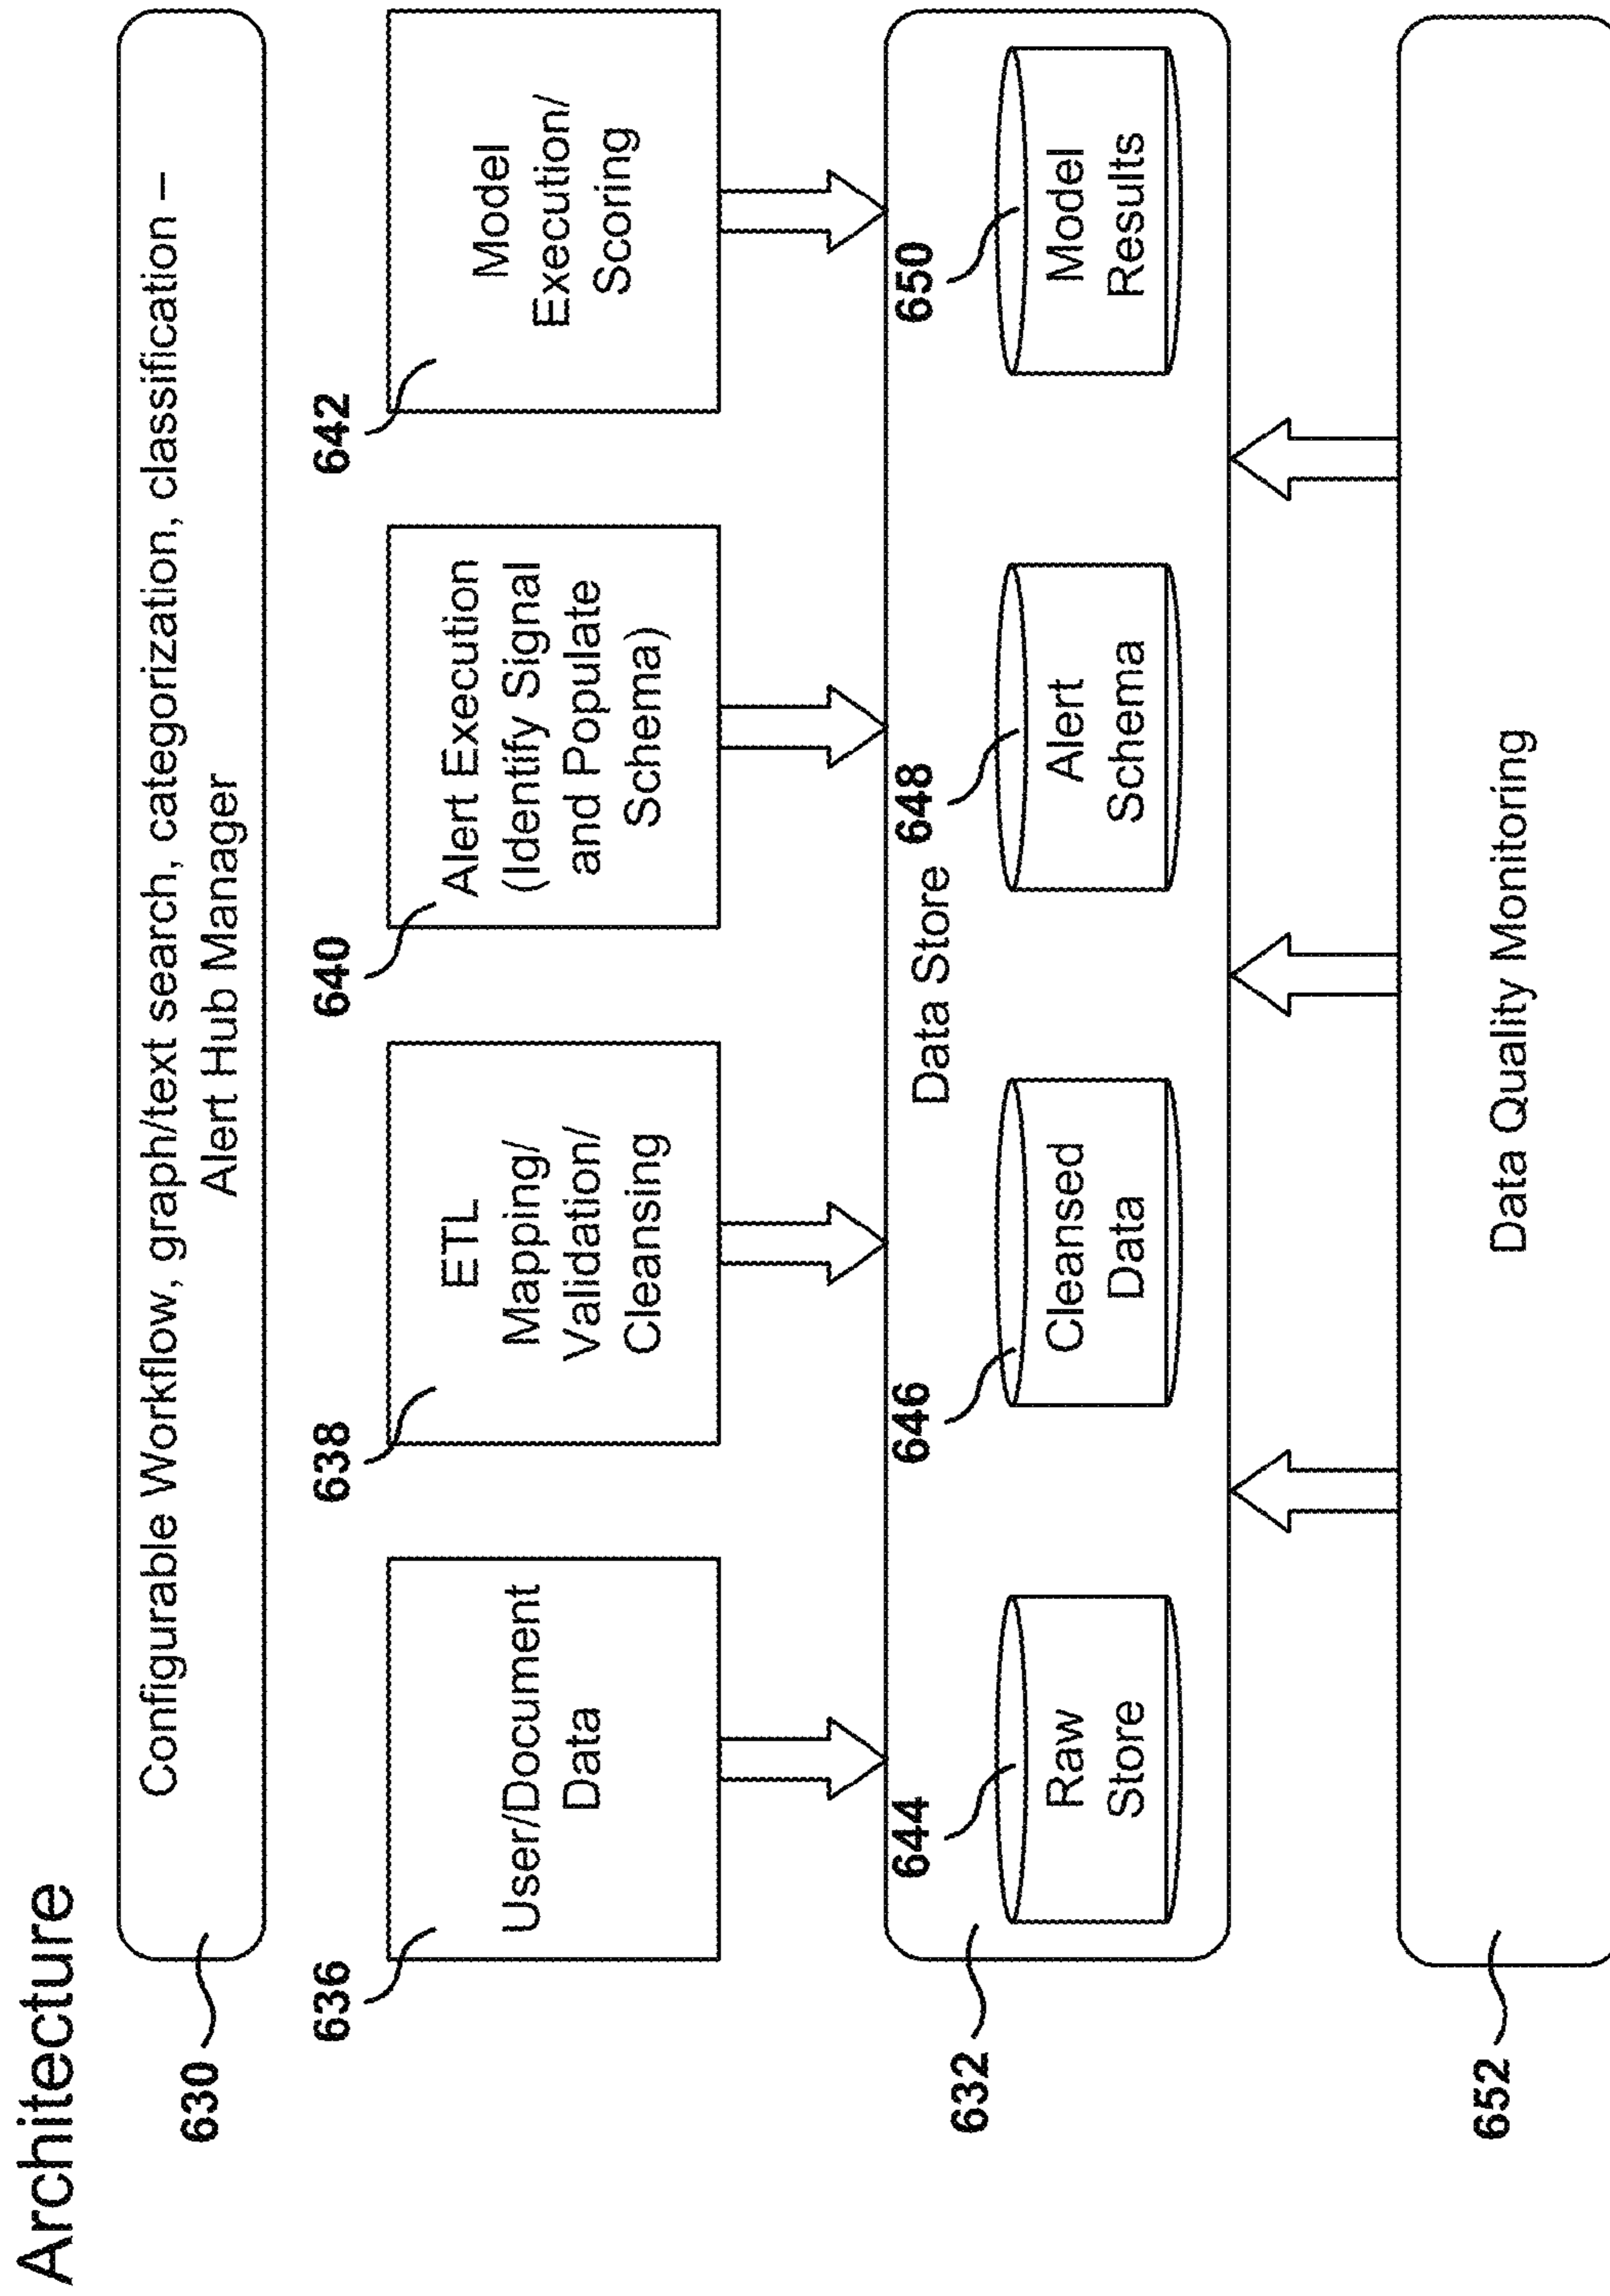 Architecture
630
Configurable Workflow, graph/text search, categorization, classification –
Alert Hub Manager
636
User/Document
Data
638
ETL
Mapping/
Validation/
Cleansing
640
Alert Execution
(Identify Signal
and Populate
Schema)
642
Model
Execution/
Scoring
632
Data Store
644
Raw
Store
646
Cleansed
Data
648
Alert
Schema
650
Model
Results
652
Data Quality Monitoring